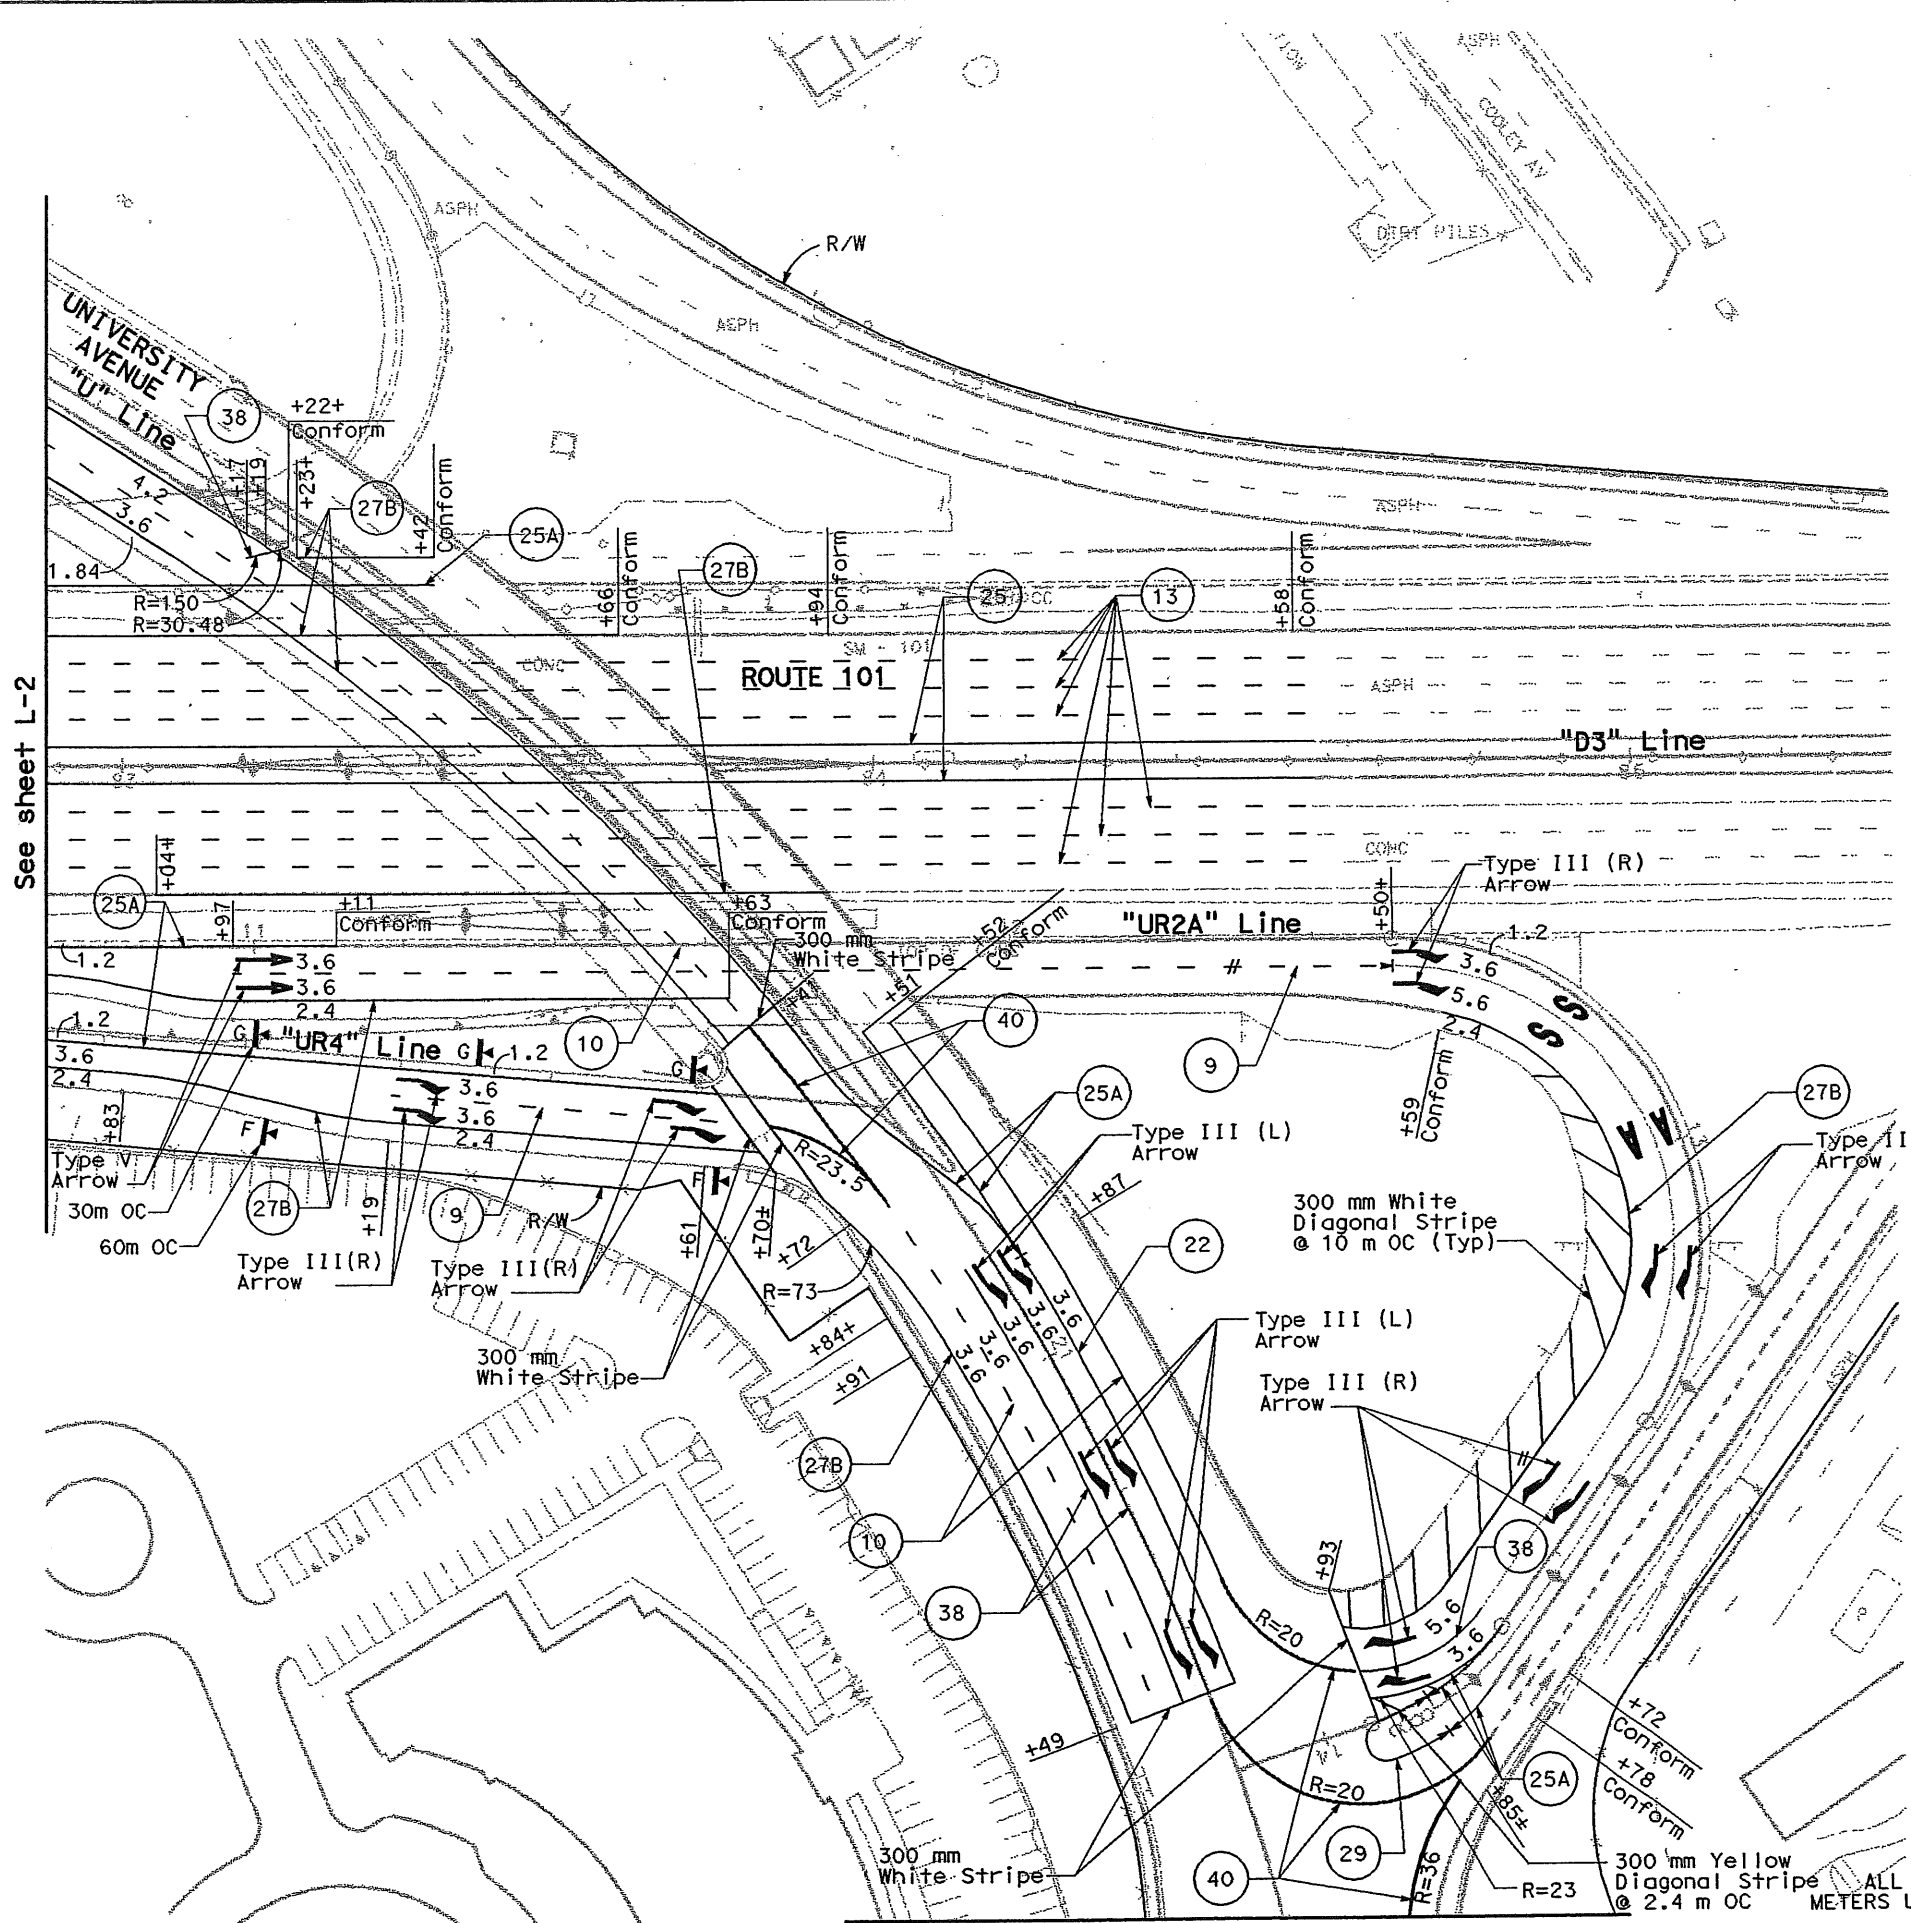 ASPH
TION
COOLEY AV
DIRT PILES
ASPH
R/W
ASPH
UNIVERSITY
AVENUE
"U" Line
38
+22±
Conform
+17
+19
+23±
27B
+42
Conform
25A
4.2
3.6
1.84
R=150
R=30.48
+66
Conform
27B
+94
Conform
25
13
+58
Conform
ASPH
SM - 101
CONC
ROUTE 101
ASPH
"D3" Line
See sheet L-2
CONC
Type III (R)
Arrow
25A
+97
+11
Conform
+63
Conform
300 mm
White Stripe
+52
Conform
+51
"UR2A" Line
+50±
1.2
3.6
5.6
2.4
1.2
3.6
3.6
2.4
1.2
G
"UR4" Line
G
1.2
10
G
40
9
S
S
A
A
3.6
2.4
3.6
3.6
2.4
+83
F
Type V
Arrow
30m OC
60m OC
27B
+19
9
R/W
Type III(R)
Arrow
Type III(R)
Arrow
F
+61
+70±
+72
R=23.5
R=73
25A
Type III (L)
Arrow
+87
22
+59
Conform
27B
Type II
Arrow
300 mm White
Diagonal Stripe
@ 10 m OC (Typ)
300 mm
White Stripe
+84±
+91
3.6
3.6
3.6
3.6
3.6
Type III (L)
Arrow
Type III (R)
Arrow
ASPH
27B
10
38
+93
38
R=20
5.6
3.6
+49
14
R=20
+72
Conform
+78
Conform
25A
+85±
300 mm
White Stripe
40
29
R=36
R=23
300 mm Yellow
Diagonal Stripe
@ 2.4 m OC
ALL
METERS U